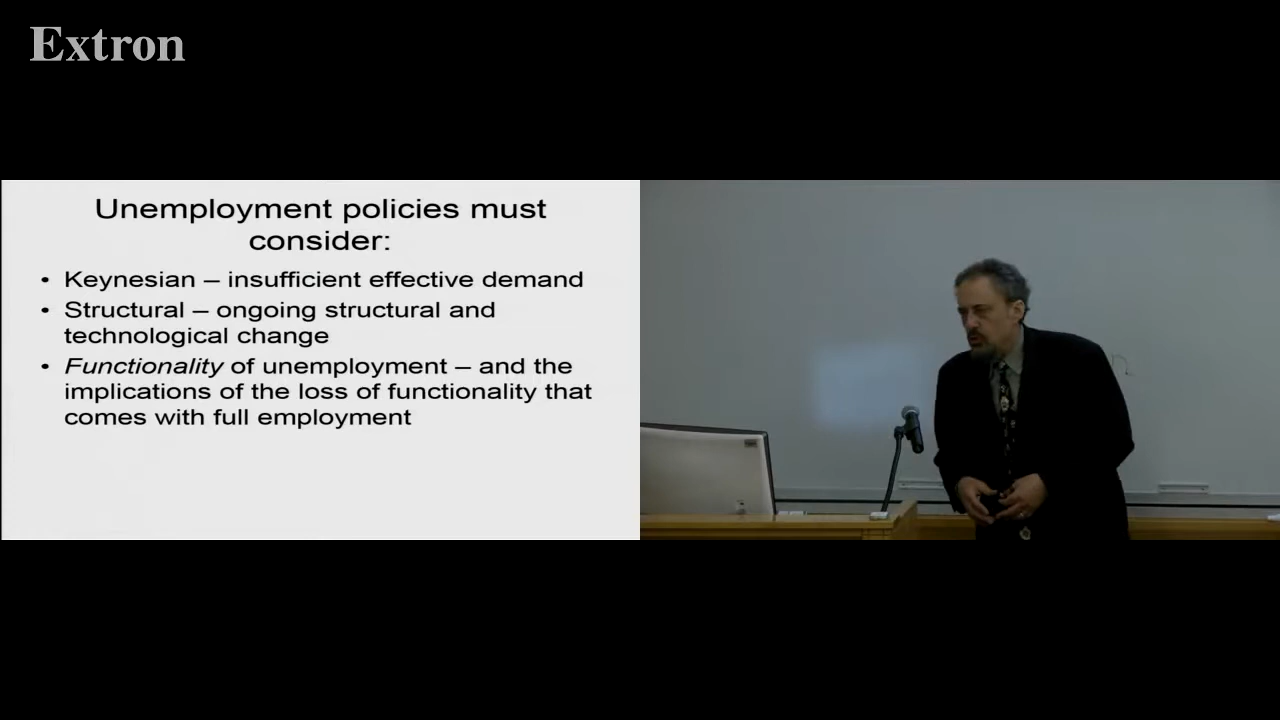 Extron
Unemployment policies must
consider:
• Keynesian – insufficient effective demand
• Structural – ongoing structural and
technological change
• Functionality of unemployment – and the
implications of the loss of functionality that
comes with full employment